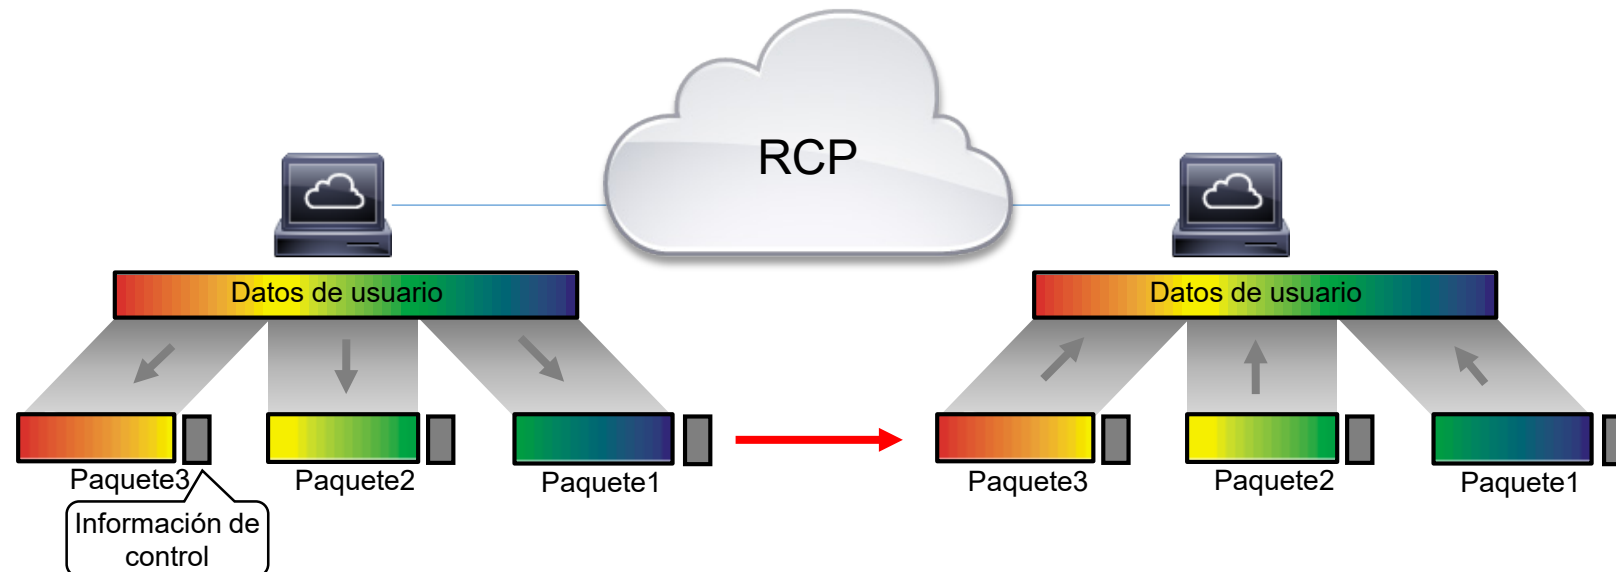 RCP
Datos de usuario
Datos de usuario
Paquete3
Paquete2
Paquete1
Paquete3
Paquete2
Paquete1
Información de
control